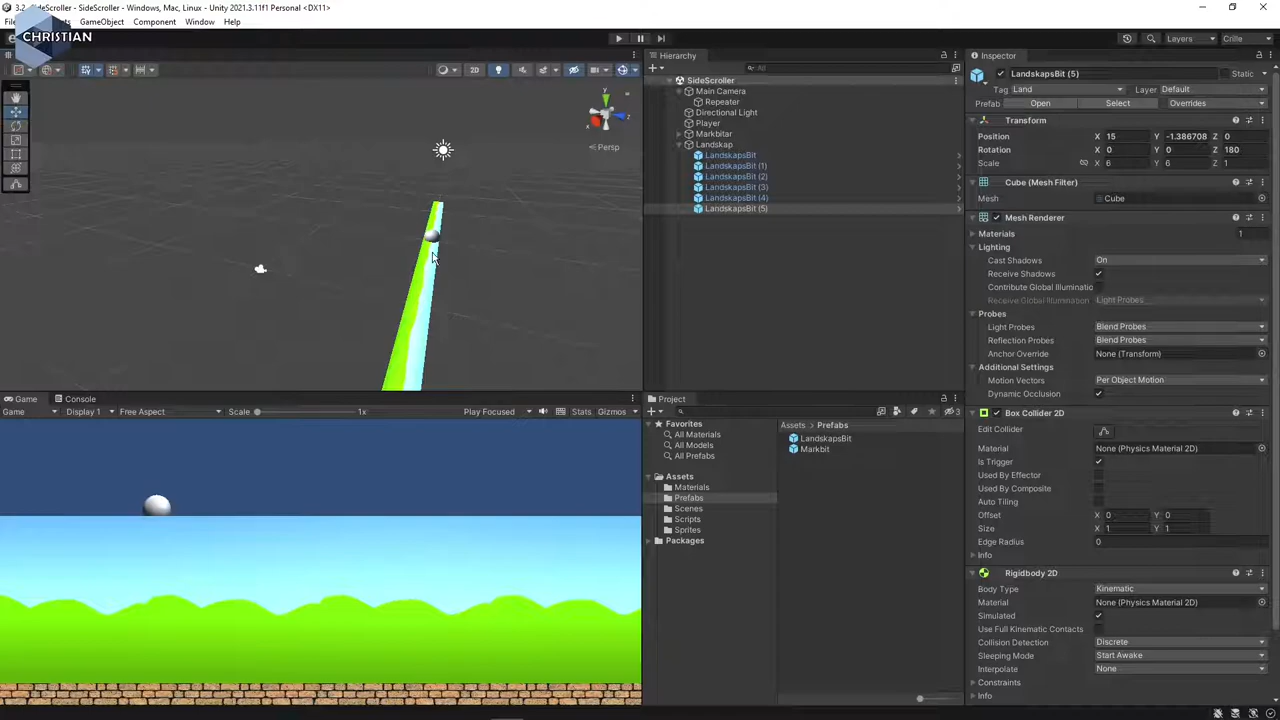 3.2. - SideScroller - Windows, Mac, Linux - Unity 2021.3.11f1 Personal <DX11>
CHRISTIAN
GameObject Component Window Help
Layers Crille
Hierarchy
All
SideScroller
Main Camera
Repeater
Directional Light
Player
Markbitar
Landskap
LandskapsBit
LandskapsBit (1)
LandskapsBit (2)
LandskapsBit (3)
LandskapsBit (4)
LandskapsBit (5)
2D
y
z
x
Persp
Inspector
LandskapsBit (5) Static
Tag Land Layer Default
Prefab Open Select Overrides
Transform
Position X 15 Y -1.386708 Z 0
Rotation X 0 Y 0 Z 180
Scale X 6 Y 6 Z 1
Cube (Mesh Filter)
Mesh Cube
Mesh Renderer
Materials 1
Lighting
Cast Shadows On
Receive Shadows
Contribute Global Illuminatio
Receive Global Illumination Light Probes
Probes
Light Probes Blend Probes
Reflection Probes Blend Probes
Anchor Override None (Transform)
Additional Settings
Motion Vectors Per Object Motion
Dynamic Occlusion
Box Collider 2D
Edit Collider
Material None (Physics Material 2D)
Is Trigger
Used By Effector
Used By Composite
Auto Tiling
Offset X 0 Y 0
Size X 1 Y 1
Edge Radius 0
Info
Rigidbody 2D
Body Type Kinematic
Material None (Physics Material 2D)
Simulated
Use Full Kinematic Contacts
Collision Detection Discrete
Sleeping Mode Start Awake
Interpolate None
Constraints
Info
Game Console
Game Display 1 Free Aspect Scale 1x Play Focused Stats Gizmos
Project
3
Favorites
All Materials
All Models
All Prefabs
Assets
Materials
Prefabs
Scenes
Scripts
Sprites
Packages
Assets Prefabs
LandskapsBit
Markbit